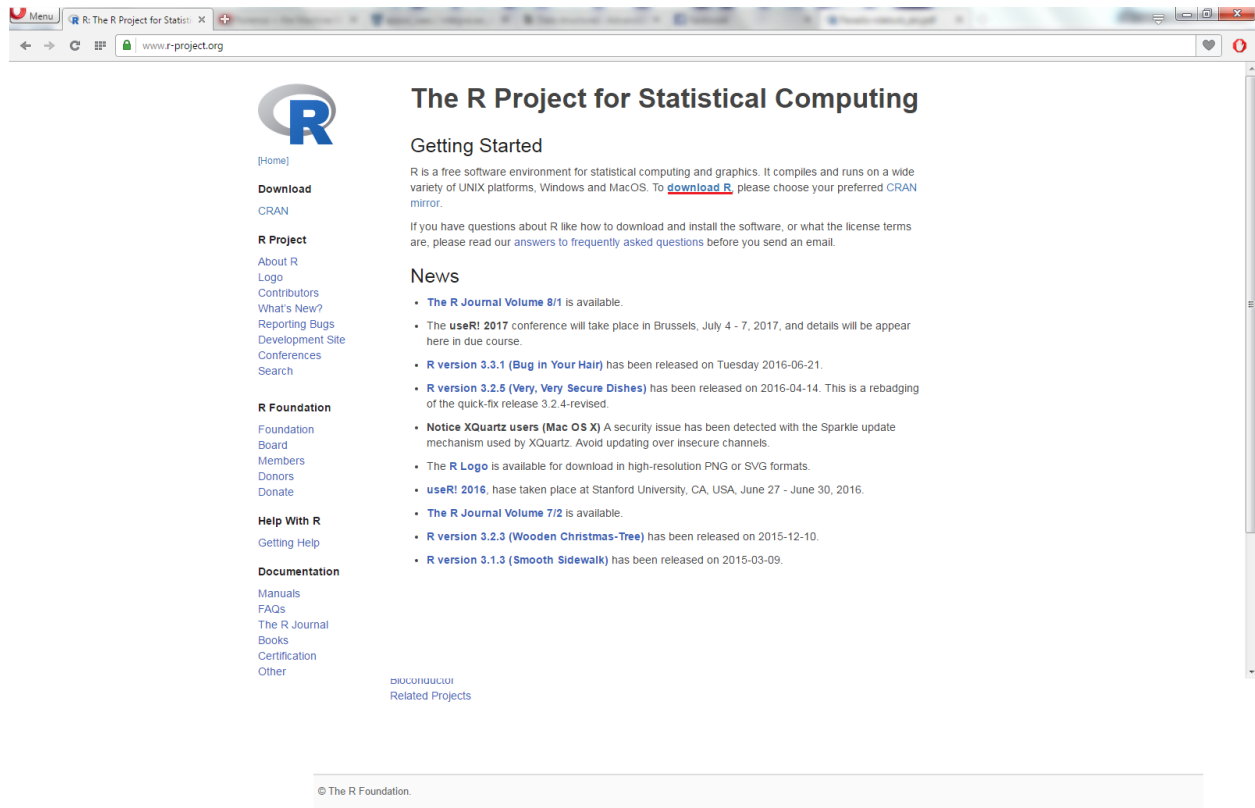 Menu
R: The R Project for Statisti
www.r-project.org
R
[Home]
Download
CRAN
R Project
About R
Logo
Contributors
What's New?
Reporting Bugs
Development Site
Conferences
Search
R Foundation
Foundation
Board
Members
Donors
Donate
Help With R
Getting Help
Documentation
Manuals
FAQs
The R Journal
Books
Certification
Other
The R Project for Statistical Computing
Getting Started
R is a free software environment for statistical computing and graphics. It compiles and runs on a wide
variety of UNIX platforms, Windows and MacOS. To download R, please choose your preferred CRAN
mirror.
If you have questions about R like how to download and install the software, or what the license terms
are, please read our answers to frequently asked questions before you send an email.
News
• The R Journal Volume 8/1 is available.
• The useR! 2017 conference will take place in Brussels, July 4 - 7, 2017, and details will be appear
here in due course.
• R version 3.3.1 (Bug in Your Hair) has been released on Tuesday 2016-06-21.
• R version 3.2.5 (Very, Very Secure Dishes) has been released on 2016-04-14. This is a rebadging
of the quick-fix release 3.2.4-revised.
• Notice XQuartz users (Mac OS X) A security issue has been detected with the Sparkle update
mechanism used by XQuartz. Avoid updating over insecure channels.
• The R Logo is available for download in high-resolution PNG or SVG formats.
• useR! 2016, hase taken place at Stanford University, CA, USA, June 27 - June 30, 2016.
• The R Journal Volume 7/2 is available.
• R version 3.2.3 (Wooden Christmas-Tree) has been released on 2015-12-10.
• R version 3.1.3 (Smooth Sidewalk) has been released on 2015-03-09.
Bioconductor
Related Projects
© The R Foundation.